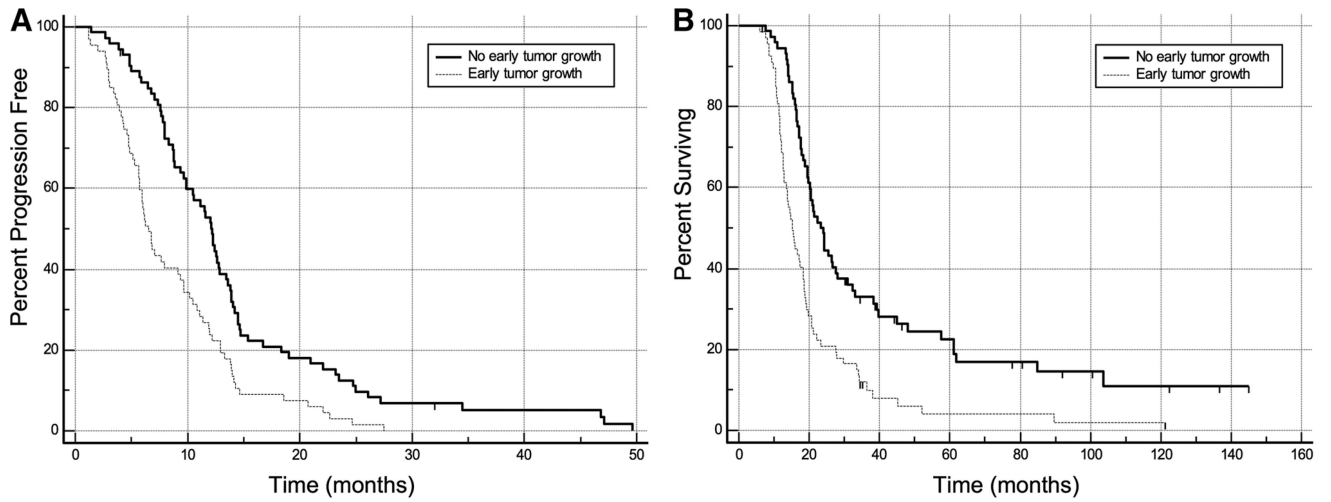 A
100
80
60
40
20
0
Percent Progression Free
No early tumor growth
Early tumor growth
0 10 20 30 40 50
Time (months)
B
100
80
60
40
20
0
Percent Survivng
No early tumor growth
Early tumor growth
0 20 40 60 80 100 120 140 160
Time (months)